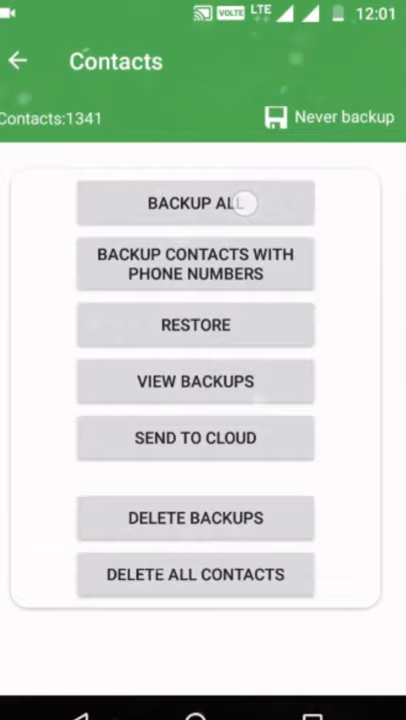 VOLTE LTE 12:01
Contacts
Contacts:1341
Never backup
BACKUP ALL
BACKUP CONTACTS WITH
PHONE NUMBERS
RESTORE
VIEW BACKUPS
SEND TO CLOUD
DELETE BACKUPS
DELETE ALL CONTACTS